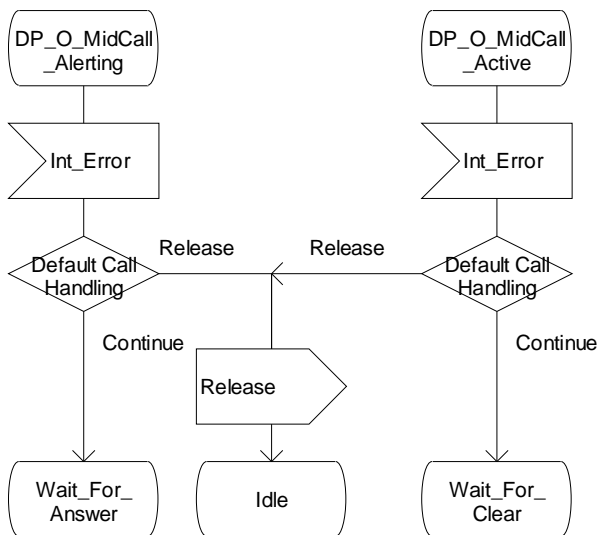 DP_O_MidCall
_Alerting
DP_O_MidCall
_Active
Int_Error
Int_Error
Release
Release
Default Call
Handling
Default Call
Handling
Continue
Continue
Release
Wait_For_
Answer
Idle
Wait_For_
Clear